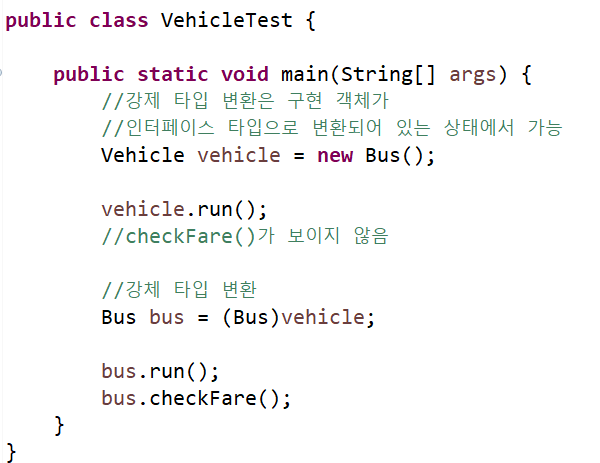 public class VehicleTest {
public static void main(String[] args) {
//강제 타입 변환은 구현 객체가
//인터페이스 타입으로 변환되어 있는 상태에서 가능
Vehicle vehicle = new Bus();
vehicle.run();
//checkFare()가 보이지 않음
//강체 타입 변환
Bus bus = (Bus)vehicle;
bus.run();
bus.checkFare();
}
}